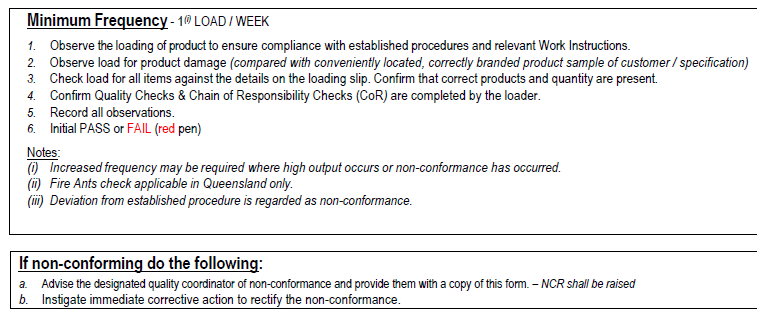 Minimum Frequency - 1(i) LOAD / WEEK
1. Observe the loading of product to ensure compliance with established procedures and relevant Work Instructions.
2. Observe load for product damage (compared with conveniently located, correctly branded product sample of customer / specification)
3. Check load for all items against the details on the loading slip. Confirm that correct products and quantity are present.
4. Confirm Quality Checks & Chain of Responsibility Checks (CoR) are completed by the loader.
5. Record all observations.
6. Initial PASS or FAIL (red pen)
Notes:
(i) Increased frequency may be required where high output occurs or non-conformance has occurred.
(ii) Fire Ants check applicable in Queensland only.
(iii) Deviation from established procedure is regarded as non-conformance.
If non-conforming do the following:
a. Advise the designated quality coordinator of non-conformance and provide them with a copy of this form. – NCR shall be raised
b. Instigate immediate corrective action to rectify the non-conformance.